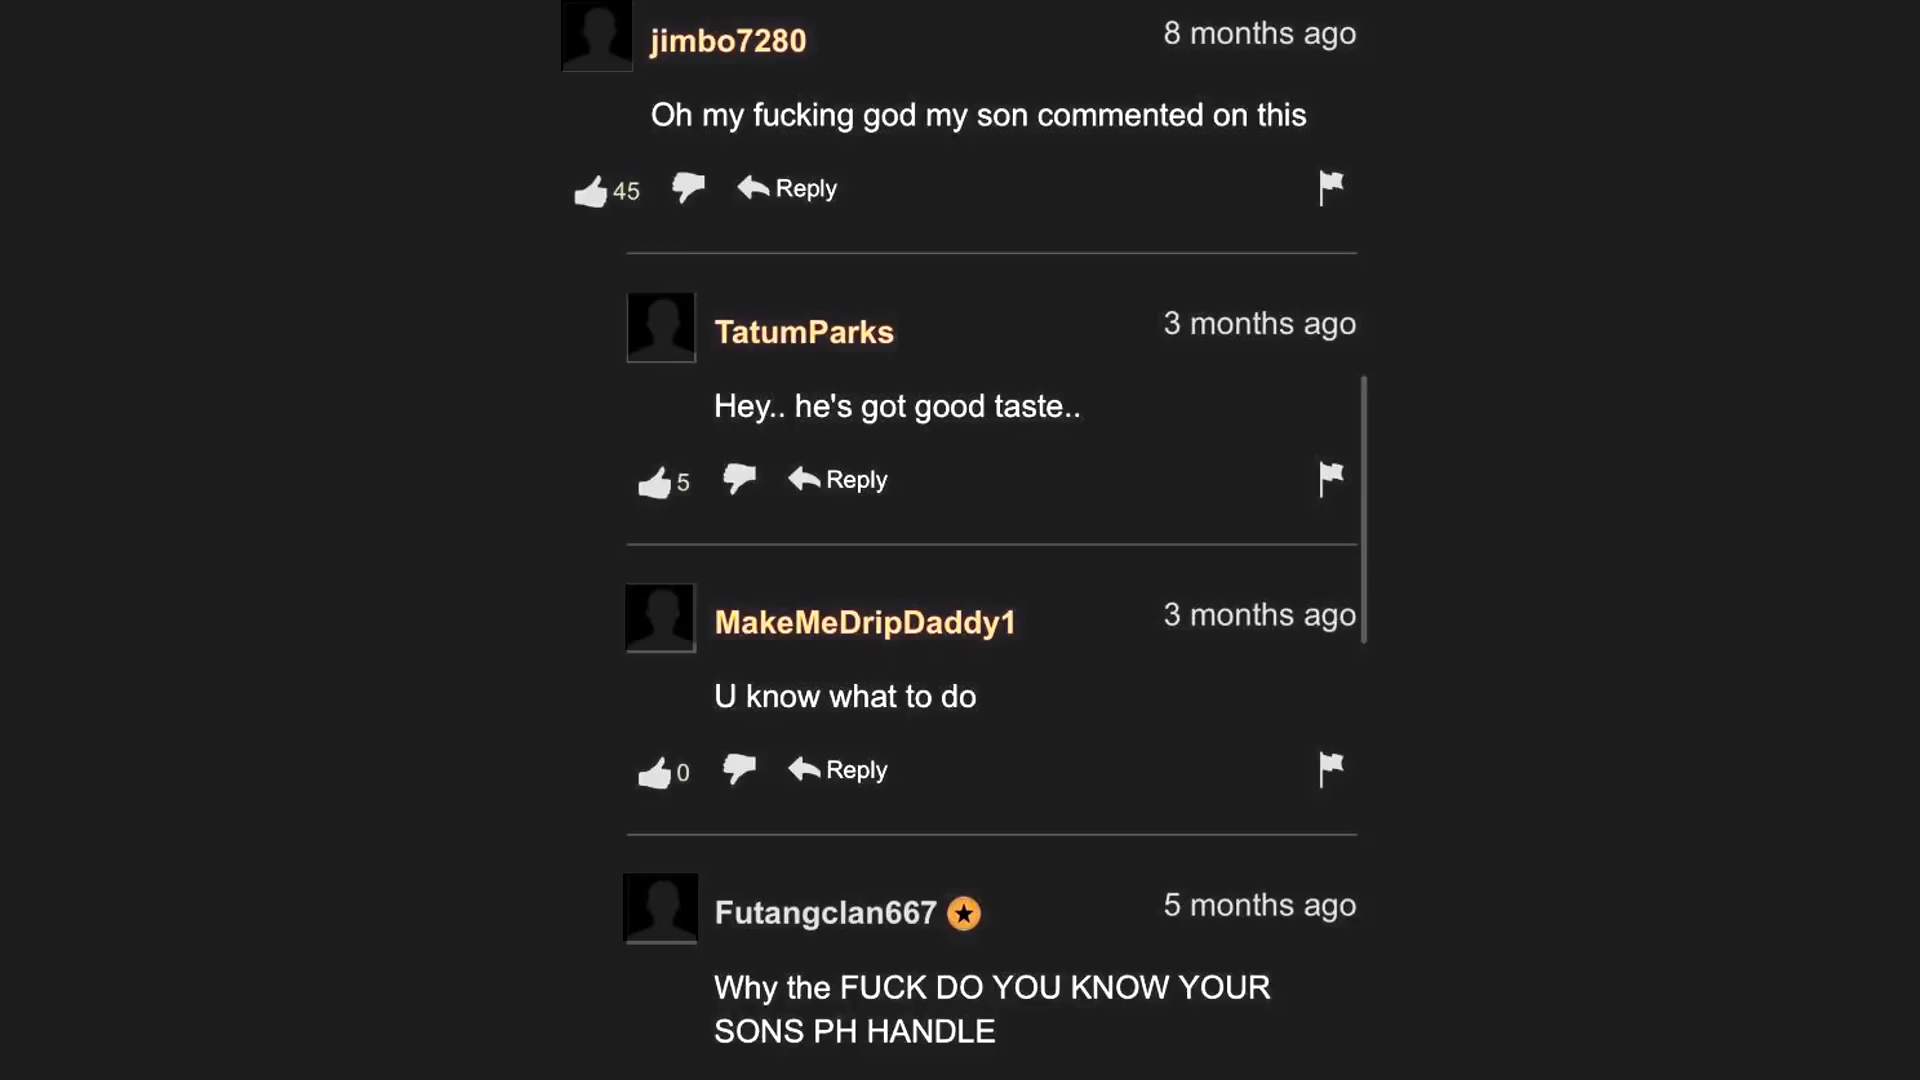 jimbo7280 8 months ago
Oh my fucking god my son commented on this
45 Reply
TatumParks 3 months ago
Hey.. he's got good taste..
5 Reply
MakeMeDripDaddy1 3 months ago
U know what to do
0 Reply
Futangclan667 5 months ago
Why the FUCK DO YOU KNOW YOUR
SONS PH HANDLE